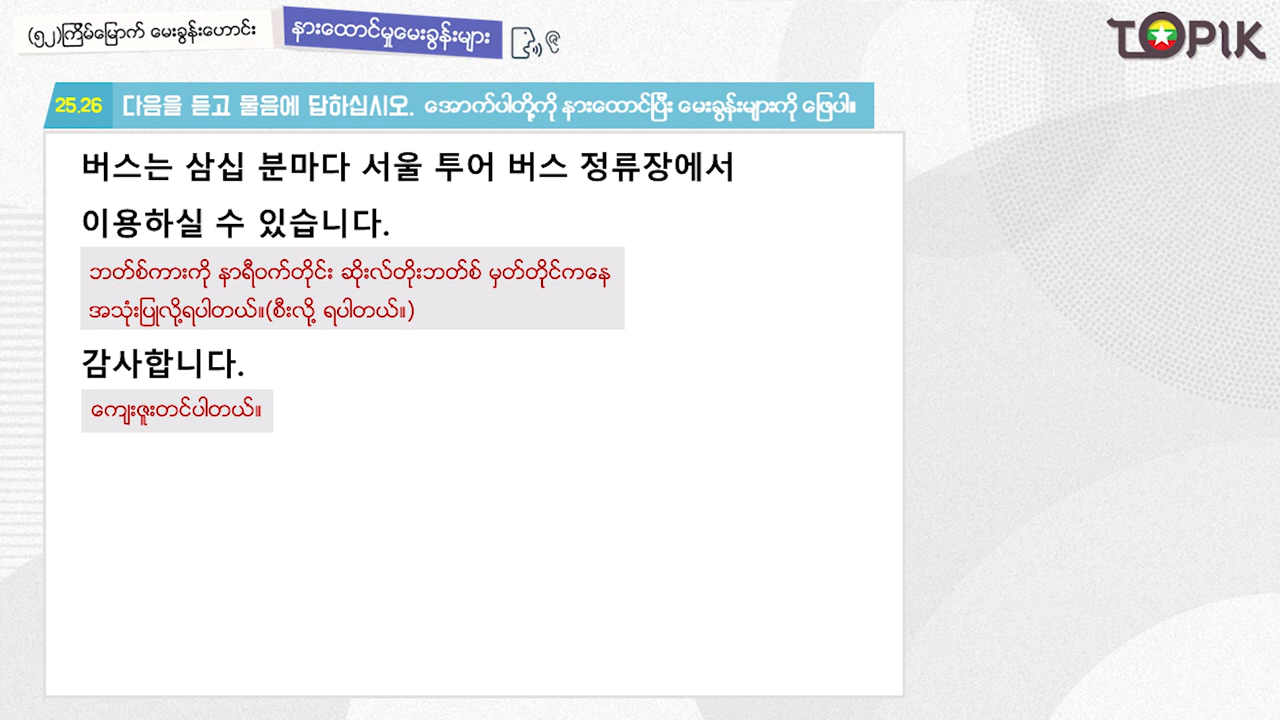 (၅၂)ကြိမ်မြောက် မေးခွန်းဟောင်း
နားထောင်မှုမေးခွန်းများ
TOPIK
25.26 다음을 듣고 물음에 답하십시오. အောက်ပါတို့ကို နားထောင်ပြီး မေးခွန်းများကို ဖြေပါ။
버스는 삼십 분마다 서울 투어 버스 정류장에서
이용하실 수 있습니다.
ဘတ်စ်ကားကို နာရီဝက်တိုင်း ဆိုးလ်တိုးဘတ်စ် မှတ်တိုင်ကနေ
အသုံးပြုလို့ရပါတယ်။(စီးလို့ ရပါတယ်။)
감사합니다.
ကျေးဇူးတင်ပါတယ်။